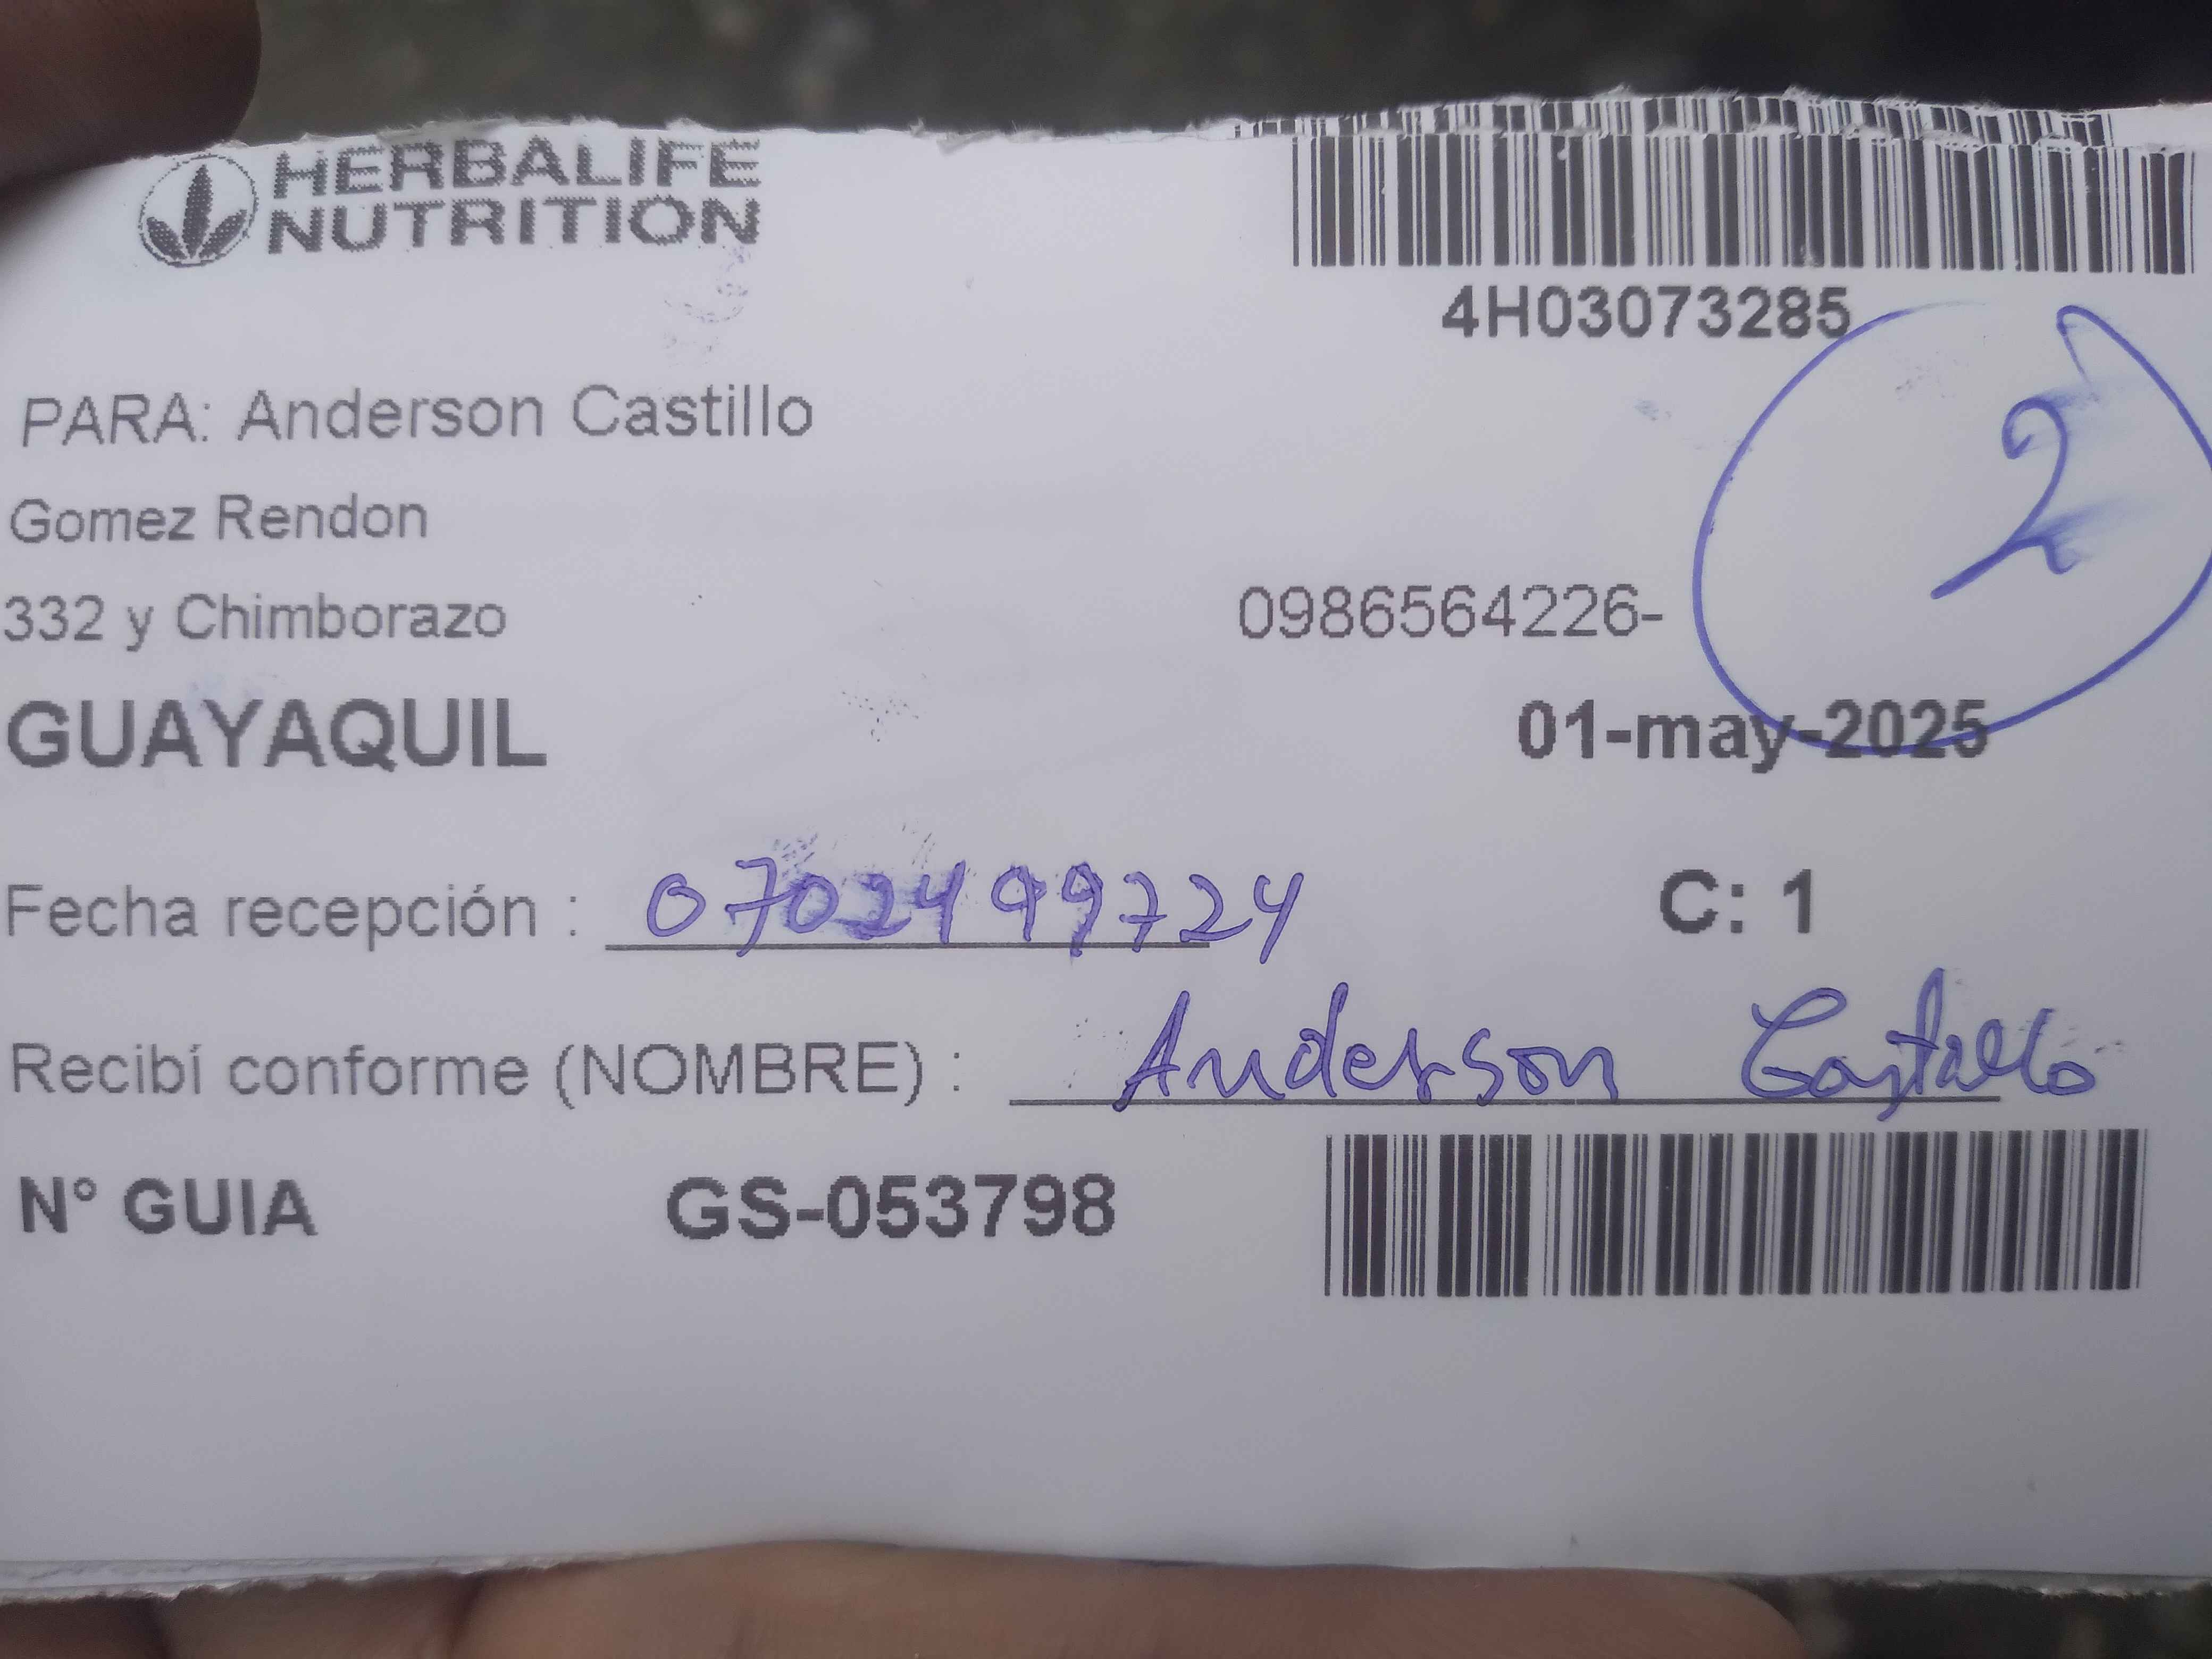 HERBALIFE
NUTRITION
4H03073285
2
PARA: Anderson Castillo
Gomez Rendon
332 y Chimborazo
0986564226-
GUAYAQUIL
01-may-2025
Fecha recepción : 0702499724
C: 1
Recibí conforme (NOMBRE) : Anderson Castillo
N° GUIA GS-053798